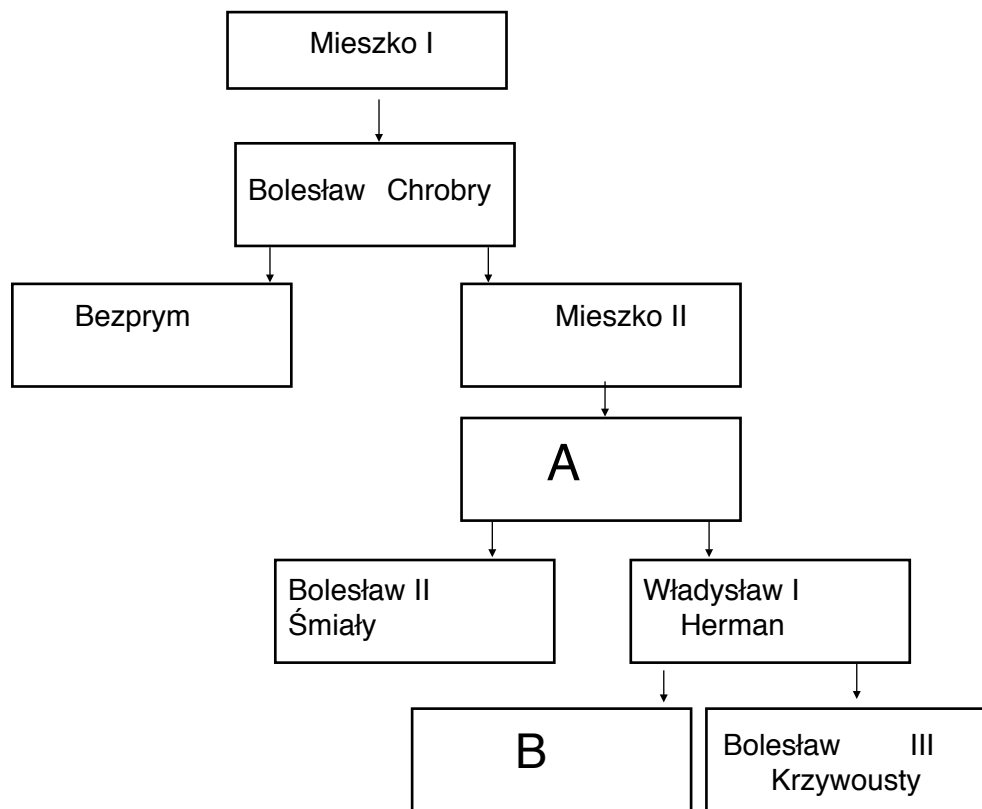 Mieszko I
Bolesław Chrobry
Bezprym
Mieszko II
A
Bolesław II
Śmiały
Władysław I
Herman
B
Bolesław III
Krzywousty